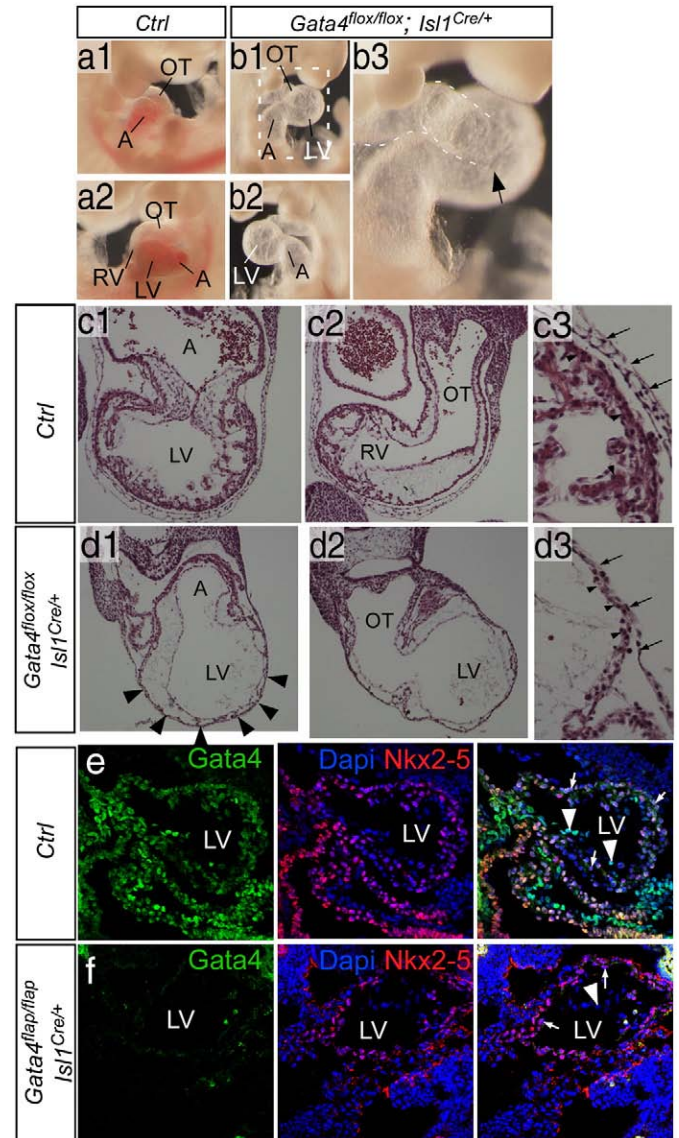 Ctrl
Gata4flox/flox; Isl1Cre/+
a1
OT
A
b1
OT
A
LV
b3
a2
OT
RV
LV
A
b2
LV
A
Ctrl
c1
A
LV
c2
OT
RV
c3
Gata4flox/flox
Isl1Cre/+
d1
A
LV
d2
OT
LV
d3
Ctrl
e
Gata4
LV
Dapi Nkx2-5
LV
LV
Gata4flap/flap
Isl1Cre/+
f
Gata4
LV
Dapi Nkx2-5
LV
LV